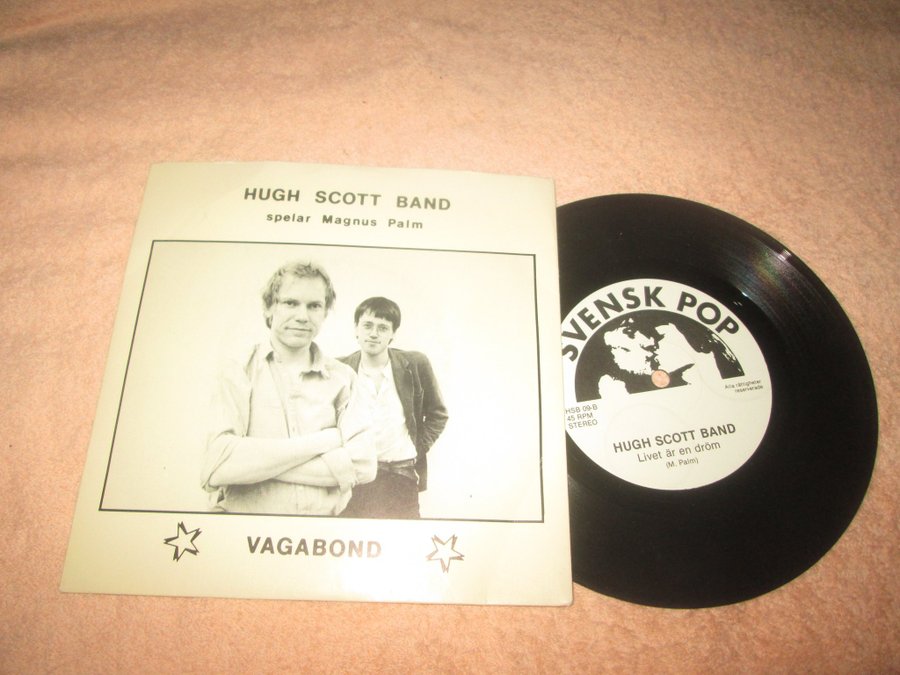 HUGH SCOTT BAND
spelar Magnus Palm
VAGABOND
SVENSK POP
Alla rättigheter
reserverade
HSB 09-B
45 RPM
STEREO
HUGH SCOTT BAND
Livet är en dröm
(M. Palm)